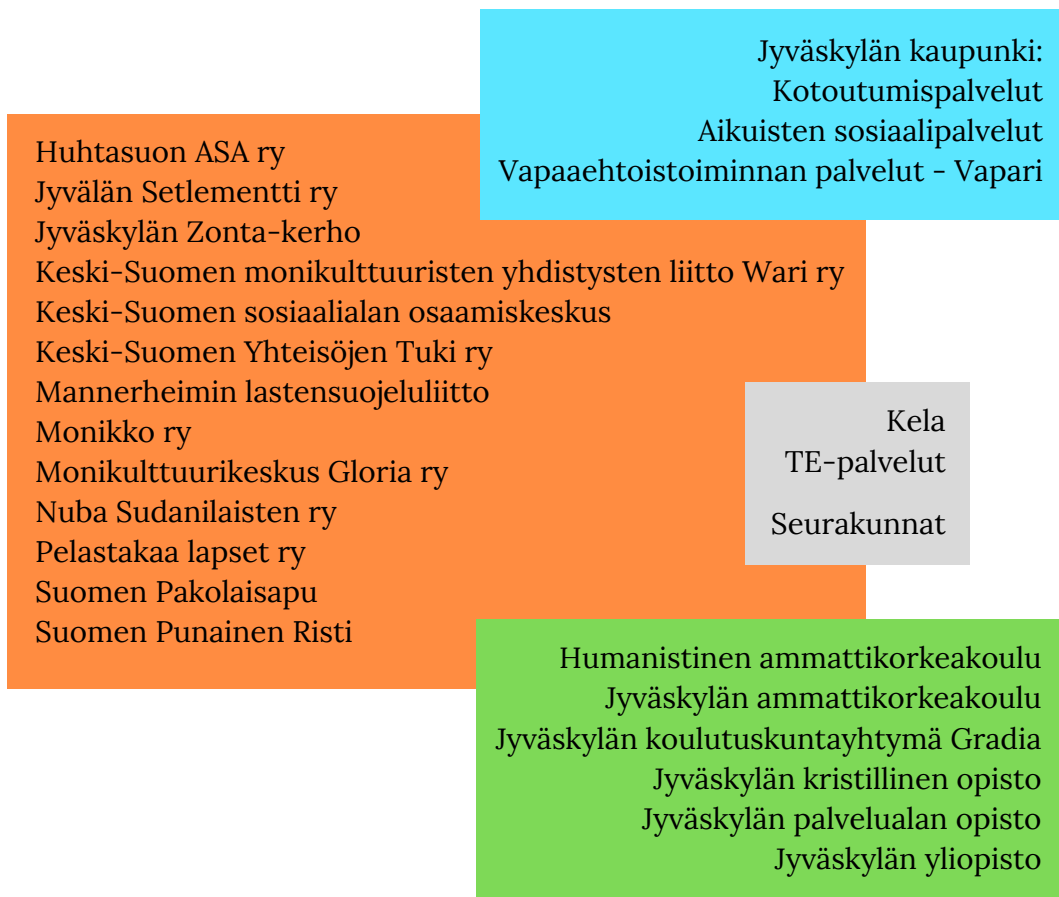 Jyväskylän kaupunki:
Kotoutumispalvelut
Aikuisten sosiaalipalvelut
Vapaaehtoistoiminnan palvelut - Vapari
Huhtasuon ASA ry
Jyvälän Setlementti ry
Jyväskylän Zonta-kerho
Keski-Suomen monikulttuuristen yhdistysten liitto Wari ry
Keski-Suomen sosiaalialan osaamiskeskus
Keski-Suomen Yhteisöjen Tuki ry
Mannerheimin lastensuojeluliitto
Monikko ry
Monikulttuurikeskus Gloria ry
Nuba Sudanilaisten ry
Pelastakaa lapset ry
Suomen Pakolaisapu
Suomen Punainen Risti
Kela
TE-palvelut
Seurakunnat
Humanistinen ammattikorkeakoulu
Jyväskylän ammattikorkeakoulu
Jyväskylän koulutuskuntayhtymä Gradia
Jyväskylän kristillinen opisto
Jyväskylän palvelualan opisto
Jyväskylän yliopisto